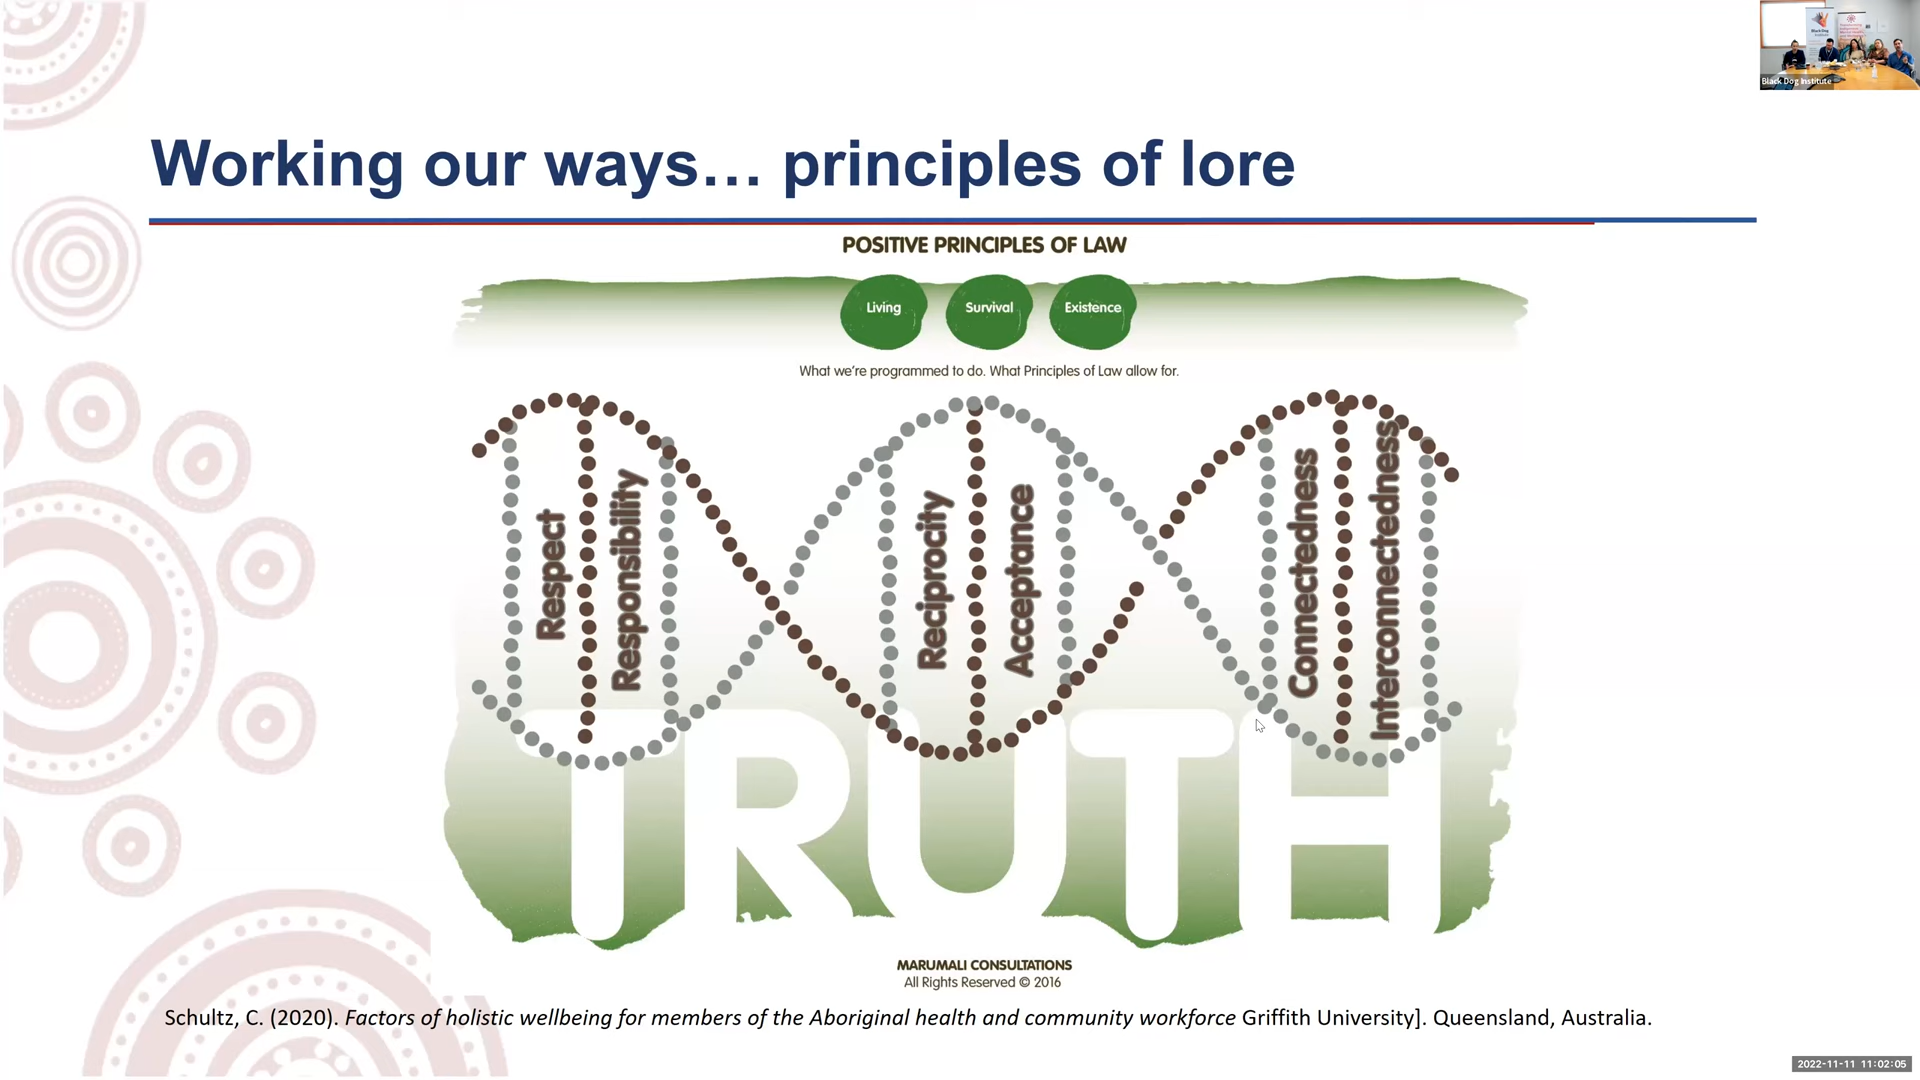 Black Dog Institute
Working our ways… principles of lore
POSITIVE PRINCIPLES OF LAW
Living
Survival
Existence
What we're programmed to do. What Principles of Law allow for.
Respect
Responsibility
Reciprocity
Acceptance
Connectedness
Interconnectedness
TRUTH
MARUMALI CONSULTATIONS
All Rights Reserved © 2016
Schultz, C. (2020). Factors of holistic wellbeing for members of the Aboriginal health and community workforce Griffith University]. Queensland, Australia.
2022-11-11 11:02:05